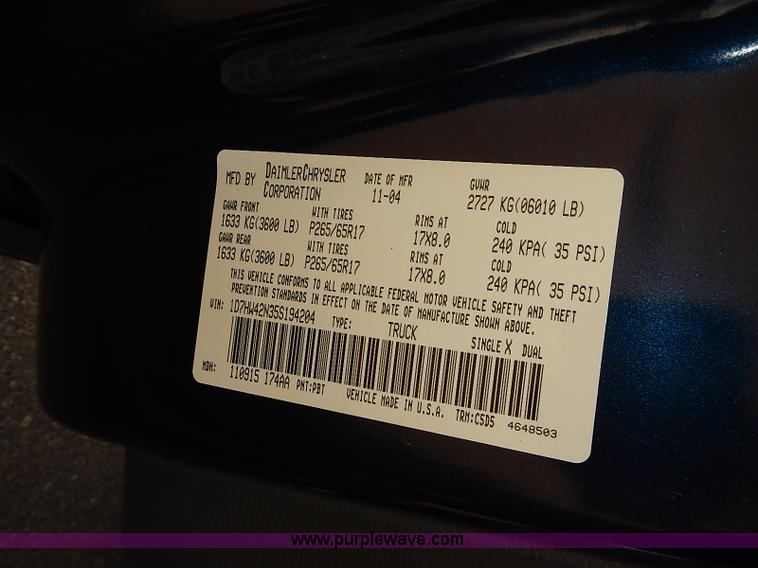 MFD BY DAIMLERCHRYSLER CORPORATION DATE OF MFR 11-04 GVWR 2727 KG(06010 LB)
GAWR FRONT WITH TIRES RIMS AT COLD
1633 KG(3600 LB) P265/65R17 17X8.0 240 KPA( 35 PSI)
GAWR REAR WITH TIRES RIMS AT COLD
1633 KG(3600 LB) P265/65R17 17X8.0 240 KPA( 35 PSI)
THIS VEHICLE CONFORMS TO ALL APPLICABLE FEDERAL MOTOR VEHICLE SAFETY AND THEFT
PREVENTION STANDARDS IN EFFECT ON THE DATE OF MANUFACTURE SHOWN ABOVE.
VIN: 1D7HW42N35S194204 TYPE: TRUCK SINGLE X DUAL
MDH: 110915 174AA PNT:PBT VEHICLE MADE IN U.S.A. TRM:C5D5 4648503
www.purplewave.com